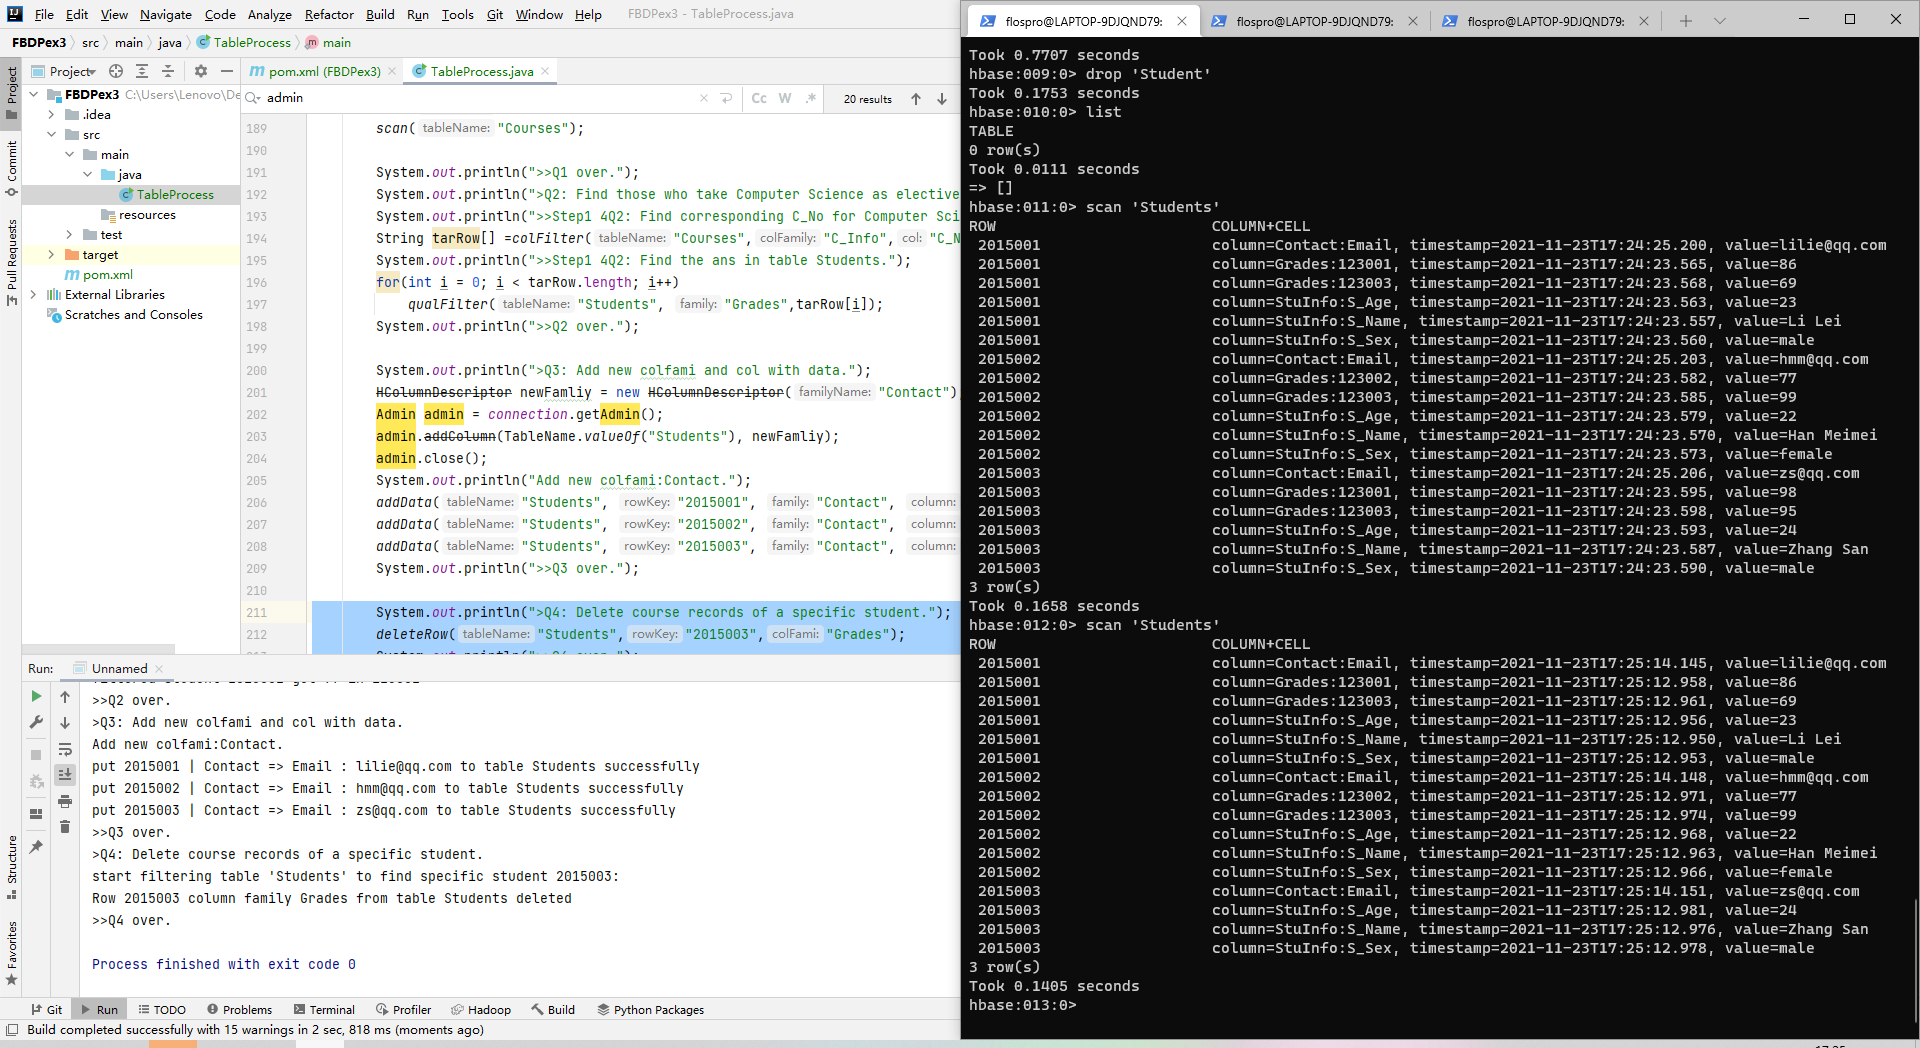 File Edit View Navigate Code Analyze Refactor Build Run Tools Git Window Help FBDPex3 - TableProcess.java
FBDPex3 src main java TableProcess main
Project
pom.xml (FBDPex3) TableProcess.java
admin
Cc W .* 20 results
FBDPex3 C:\Users\Lenovo\De
.idea
src
main
java
TableProcess
resources
test
target
pom.xml
External Libraries
Scratches and Consoles
Project
Commit
Pull Requests
Structure
Favorites
189 scan( tableName: "Courses");
190
191 System.out.println(">>Q1 over.");
192 System.out.println(">Q2: Find those who take Computer Science as elective
193 System.out.println(">>Step1 4Q2: Find corresponding C_No for Computer Sci
194 String tarRow[] =colFilter( tableName: "Courses", colFamily: "C_Info", col: "C_N
195 System.out.println(">>Step1 4Q2: Find the ans in table Students.");
196 for(int i = 0; i < tarRow.length; i++)
197 qualFilter( tableName: "Students", family: "Grades",tarRow[i]);
198 System.out.println(">>Q2 over.");
199
200 System.out.println(">Q3: Add new colfami and col with data.");
201 HColumnDescriptor newFamliy = new HColumnDescriptor( familyName: "Contact")
202 Admin admin = connection.getAdmin();
203 admin.addColumn(TableName.valueOf("Students"), newFamliy);
204 admin.close();
205 System.out.println("Add new colfami:Contact.");
206 addData( tableName: "Students", rowKey: "2015001", family: "Contact", column:
207 addData( tableName: "Students", rowKey: "2015002", family: "Contact", column:
208 addData( tableName: "Students", rowKey: "2015003", family: "Contact", column:
209 System.out.println(">>Q3 over.");
210
211 System.out.println(">Q4: Delete course records of a specific student.");
212 deleteRow( tableName: "Students", rowKey: "2015003", colFami: "Grades");
Run: Unnamed
>>Q2 over.
>Q3: Add new colfami and col with data.
Add new colfami:Contact.
put 2015001 | Contact => Email : lilie@qq.com to table Students successfully
put 2015002 | Contact => Email : hmm@qq.com to table Students successfully
put 2015003 | Contact => Email : zs@qq.com to table Students successfully
>>Q3 over.
>Q4: Delete course records of a specific student.
start filtering table 'Students' to find specific student 2015003:
Row 2015003 column family Grades from table Students deleted
>>Q4 over.
Process finished with exit code 0
Git Run TODO Problems Terminal Profiler Hadoop Build Python Packages
Build completed successfully with 15 warnings in 2 sec, 818 ms (moments ago)
flospro@LAPTOP-9DJQND79: flospro@LAPTOP-9DJQND79: flospro@LAPTOP-9DJQND79:
Took 0.7707 seconds
hbase:009:0> drop 'Student'
Took 0.1753 seconds
hbase:010:0> list
TABLE
0 row(s)
Took 0.0111 seconds
=> []
hbase:011:0> scan 'Students'
ROW COLUMN+CELL
2015001 column=Contact:Email, timestamp=2021-11-23T17:24:25.200, value=lilie@qq.com
2015001 column=Grades:123001, timestamp=2021-11-23T17:24:23.565, value=86
2015001 column=Grades:123003, timestamp=2021-11-23T17:24:23.568, value=69
2015001 column=StuInfo:S_Age, timestamp=2021-11-23T17:24:23.563, value=23
2015001 column=StuInfo:S_Name, timestamp=2021-11-23T17:24:23.557, value=Li Lei
2015001 column=StuInfo:S_Sex, timestamp=2021-11-23T17:24:23.560, value=male
2015002 column=Contact:Email, timestamp=2021-11-23T17:24:25.203, value=hmm@qq.com
2015002 column=Grades:123002, timestamp=2021-11-23T17:24:23.582, value=77
2015002 column=Grades:123003, timestamp=2021-11-23T17:24:23.585, value=99
2015002 column=StuInfo:S_Age, timestamp=2021-11-23T17:24:23.579, value=22
2015002 column=StuInfo:S_Name, timestamp=2021-11-23T17:24:23.570, value=Han Meimei
2015002 column=StuInfo:S_Sex, timestamp=2021-11-23T17:24:23.573, value=female
2015003 column=Contact:Email, timestamp=2021-11-23T17:24:25.206, value=zs@qq.com
2015003 column=Grades:123001, timestamp=2021-11-23T17:24:23.595, value=98
2015003 column=Grades:123003, timestamp=2021-11-23T17:24:23.598, value=95
2015003 column=StuInfo:S_Age, timestamp=2021-11-23T17:24:23.593, value=24
2015003 column=StuInfo:S_Name, timestamp=2021-11-23T17:24:23.587, value=Zhang San
2015003 column=StuInfo:S_Sex, timestamp=2021-11-23T17:24:23.590, value=male
3 row(s)
Took 0.1658 seconds
hbase:012:0> scan 'Students'
ROW COLUMN+CELL
2015001 column=Contact:Email, timestamp=2021-11-23T17:25:14.145, value=lilie@qq.com
2015001 column=Grades:123001, timestamp=2021-11-23T17:25:12.958, value=86
2015001 column=Grades:123003, timestamp=2021-11-23T17:25:12.961, value=69
2015001 column=StuInfo:S_Age, timestamp=2021-11-23T17:25:12.956, value=23
2015001 column=StuInfo:S_Name, timestamp=2021-11-23T17:25:12.950, value=Li Lei
2015001 column=StuInfo:S_Sex, timestamp=2021-11-23T17:25:12.953, value=male
2015002 column=Contact:Email, timestamp=2021-11-23T17:25:14.148, value=hmm@qq.com
2015002 column=Grades:123002, timestamp=2021-11-23T17:25:12.971, value=77
2015002 column=Grades:123003, timestamp=2021-11-23T17:25:12.974, value=99
2015002 column=StuInfo:S_Age, timestamp=2021-11-23T17:25:12.968, value=22
2015002 column=StuInfo:S_Name, timestamp=2021-11-23T17:25:12.963, value=Han Meimei
2015002 column=StuInfo:S_Sex, timestamp=2021-11-23T17:25:12.966, value=female
2015003 column=Contact:Email, timestamp=2021-11-23T17:25:14.151, value=zs@qq.com
2015003 column=StuInfo:S_Age, timestamp=2021-11-23T17:25:12.981, value=24
2015003 column=StuInfo:S_Name, timestamp=2021-11-23T17:25:12.976, value=Zhang San
2015003 column=StuInfo:S_Sex, timestamp=2021-11-23T17:25:12.978, value=male
3 row(s)
Took 0.1405 seconds
hbase:013:0>